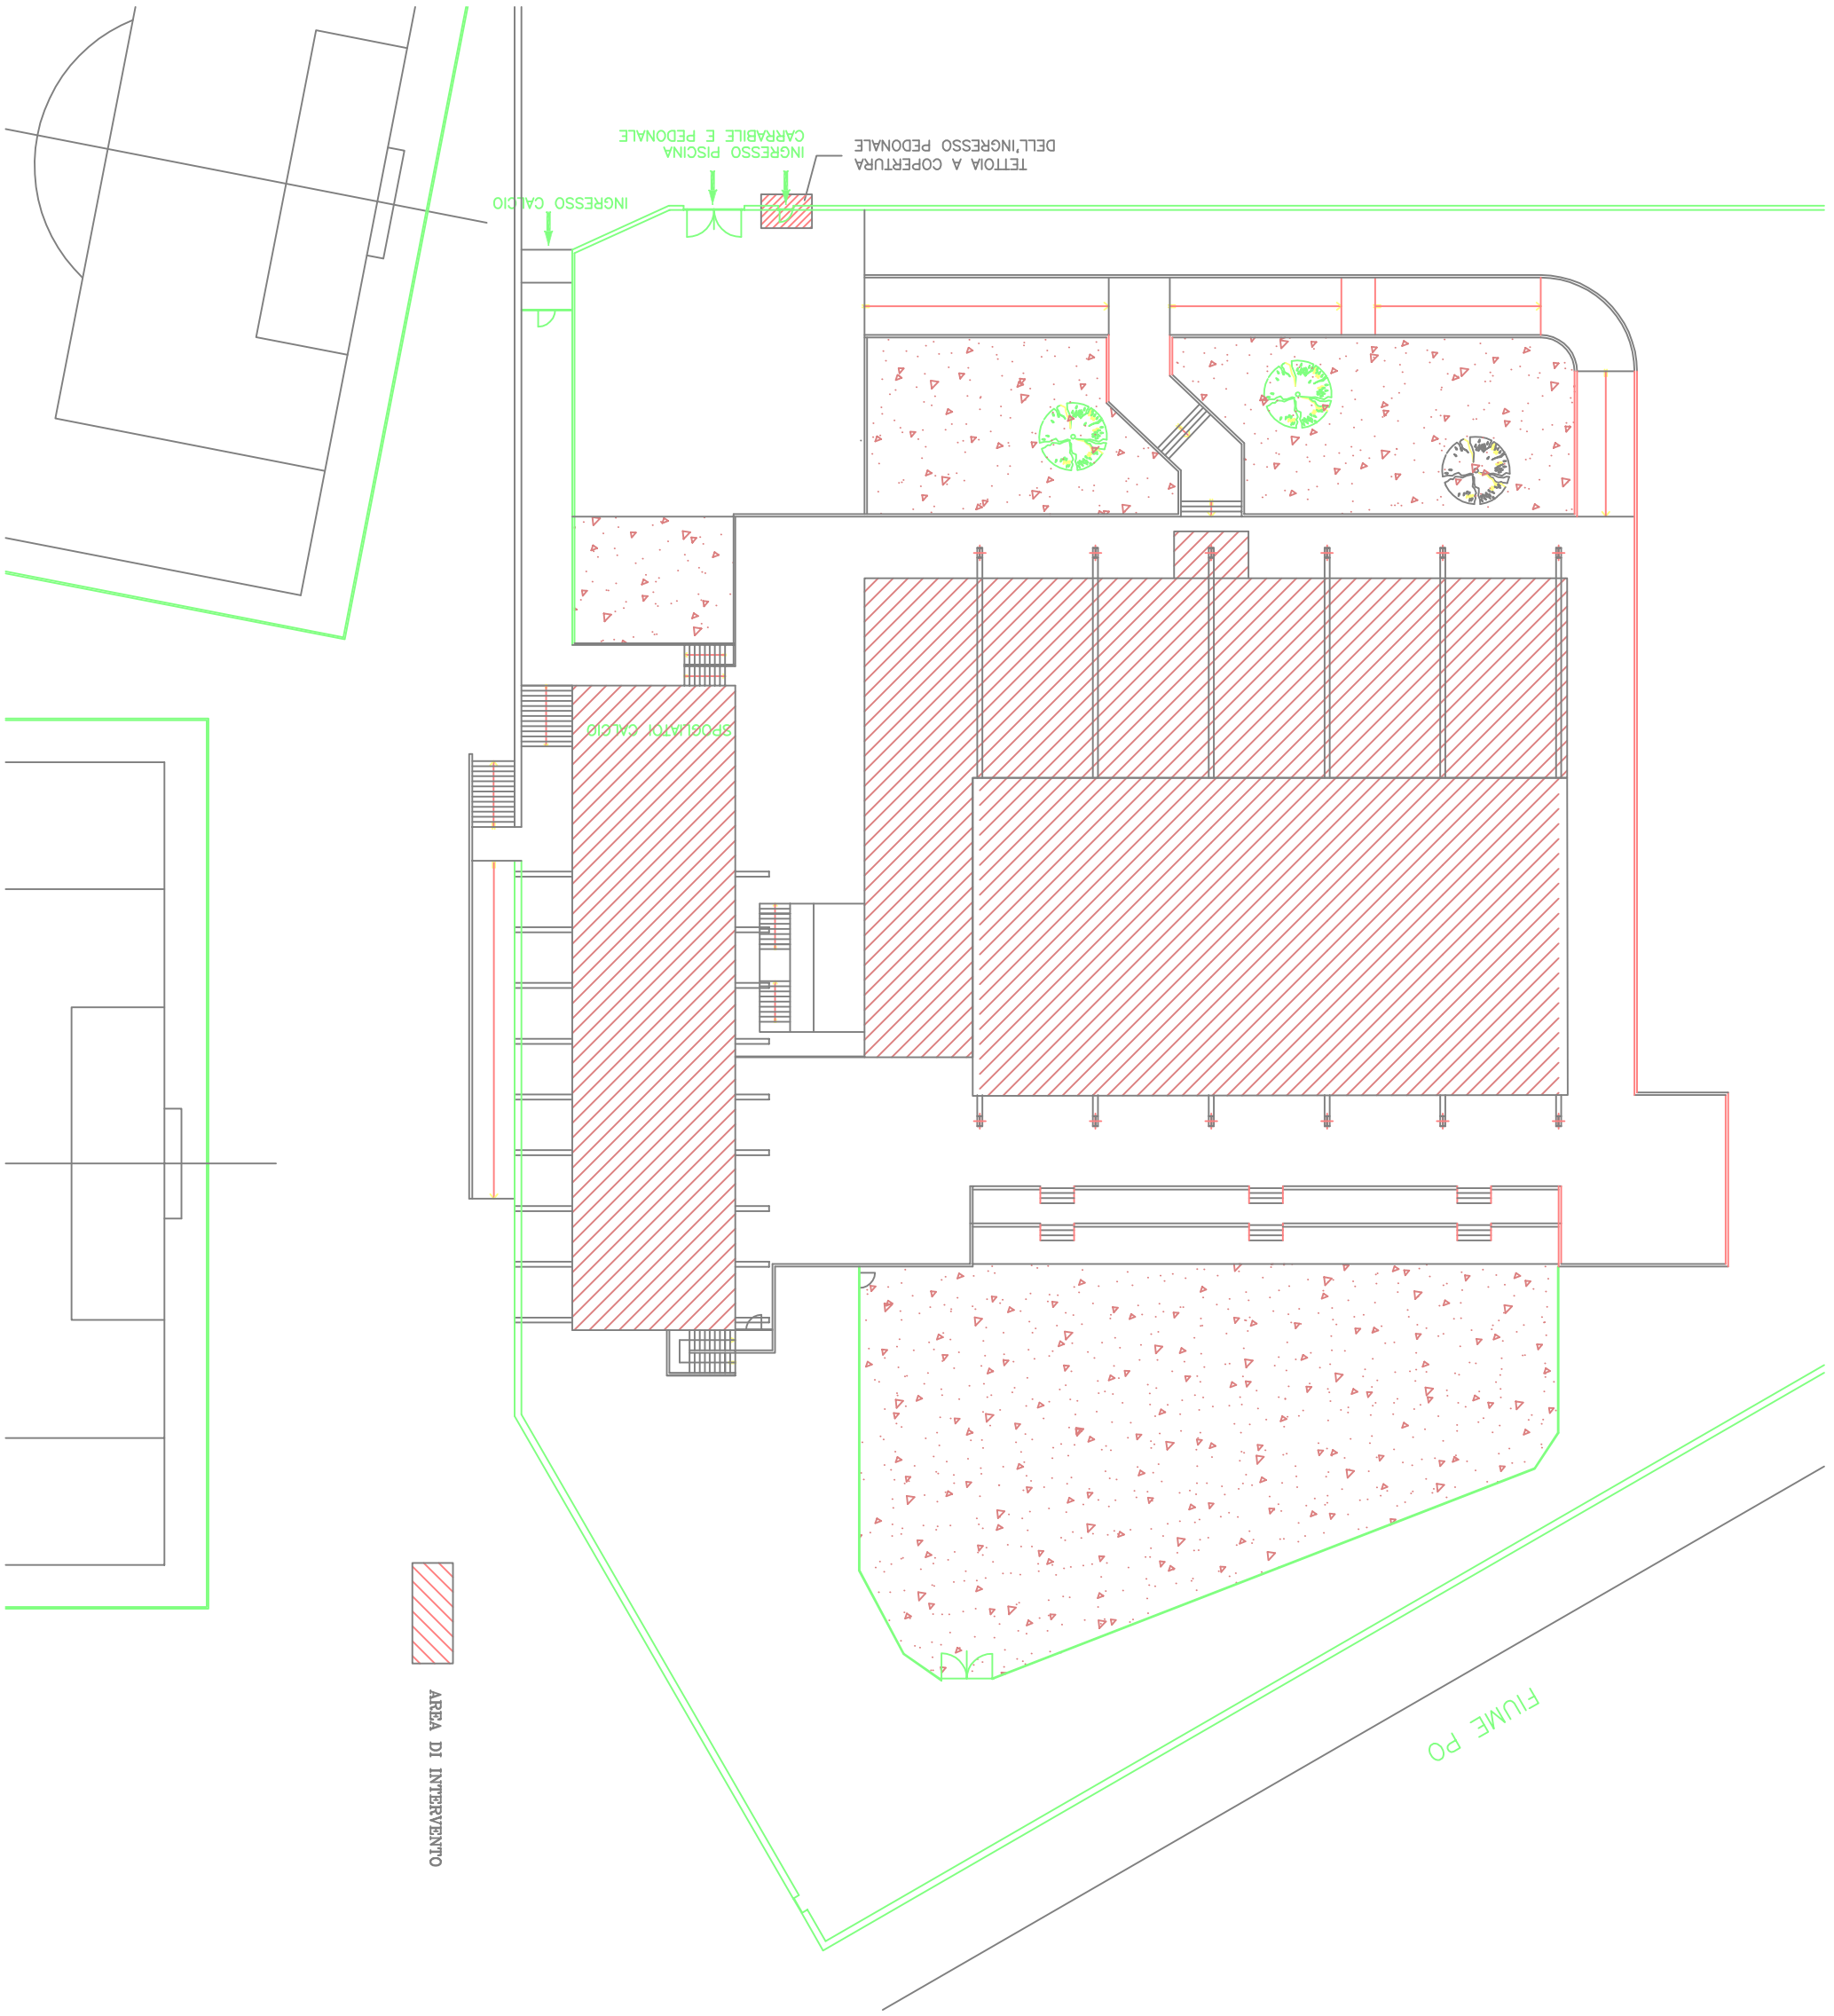 TETTOIA A COPERTURA
DELL'INGRESSO PEDONALE
INGRESSO PISCINA
CARRABILE E PEDONALE
INGRESSO CALCIO
SPOGLIATOI CALCIO
AREA DI INTERVENTO
FIUME PO